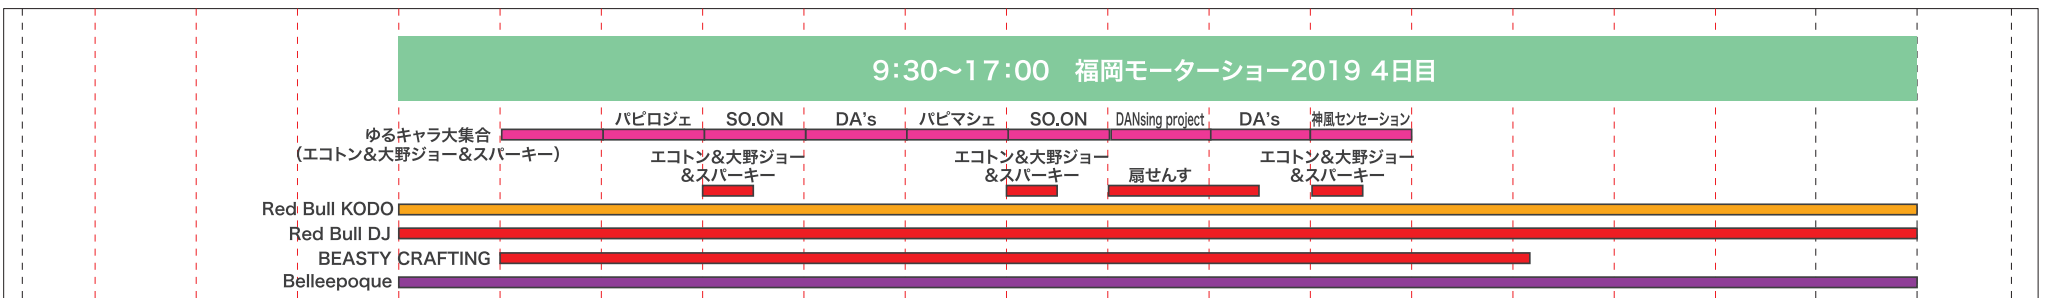 9:30〜17:00　福岡モーターショー2019 4日目
パピロジェ SO.ON DA's パピマシェ SO.ON DANsing project DA's 神風センセーション
ゆるキャラ大集合
(エコトン&大野ジョー&スパーキー)
エコトン&大野ジョー
&スパーキー
エコトン&大野ジョー
&スパーキー
扇せんす
エコトン&大野ジョー
&スパーキー
Red Bull KODO
Red Bull DJ
BEASTY CRAFTING
Belleepoque